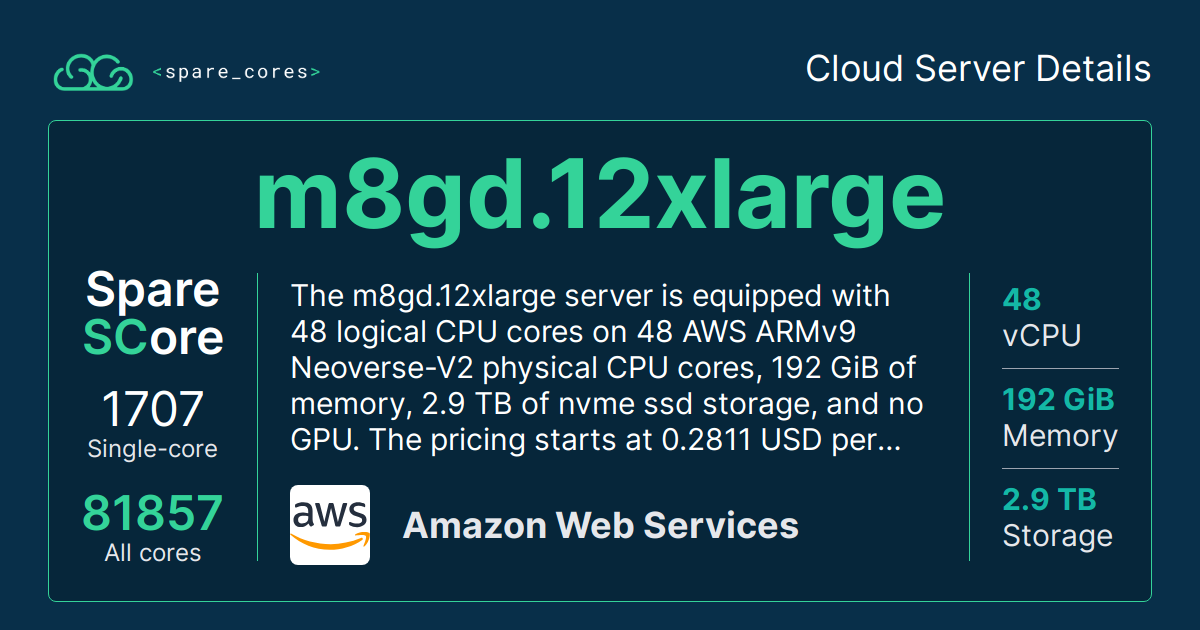 <spare_cores>
Cloud Server Details
m8gd.12xlarge
Spare
SCore
1707
Single-core
81857
All cores
The m8gd.12xlarge server is equipped with
48 logical CPU cores on 48 AWS ARMv9
Neoverse-V2 physical CPU cores, 192 GiB of
memory, 2.9 TB of nvme ssd storage, and no
GPU. The pricing starts at 0.2811 USD per...
aws
Amazon Web Services
48
vCPU
192 GiB
Memory
2.9 TB
Storage